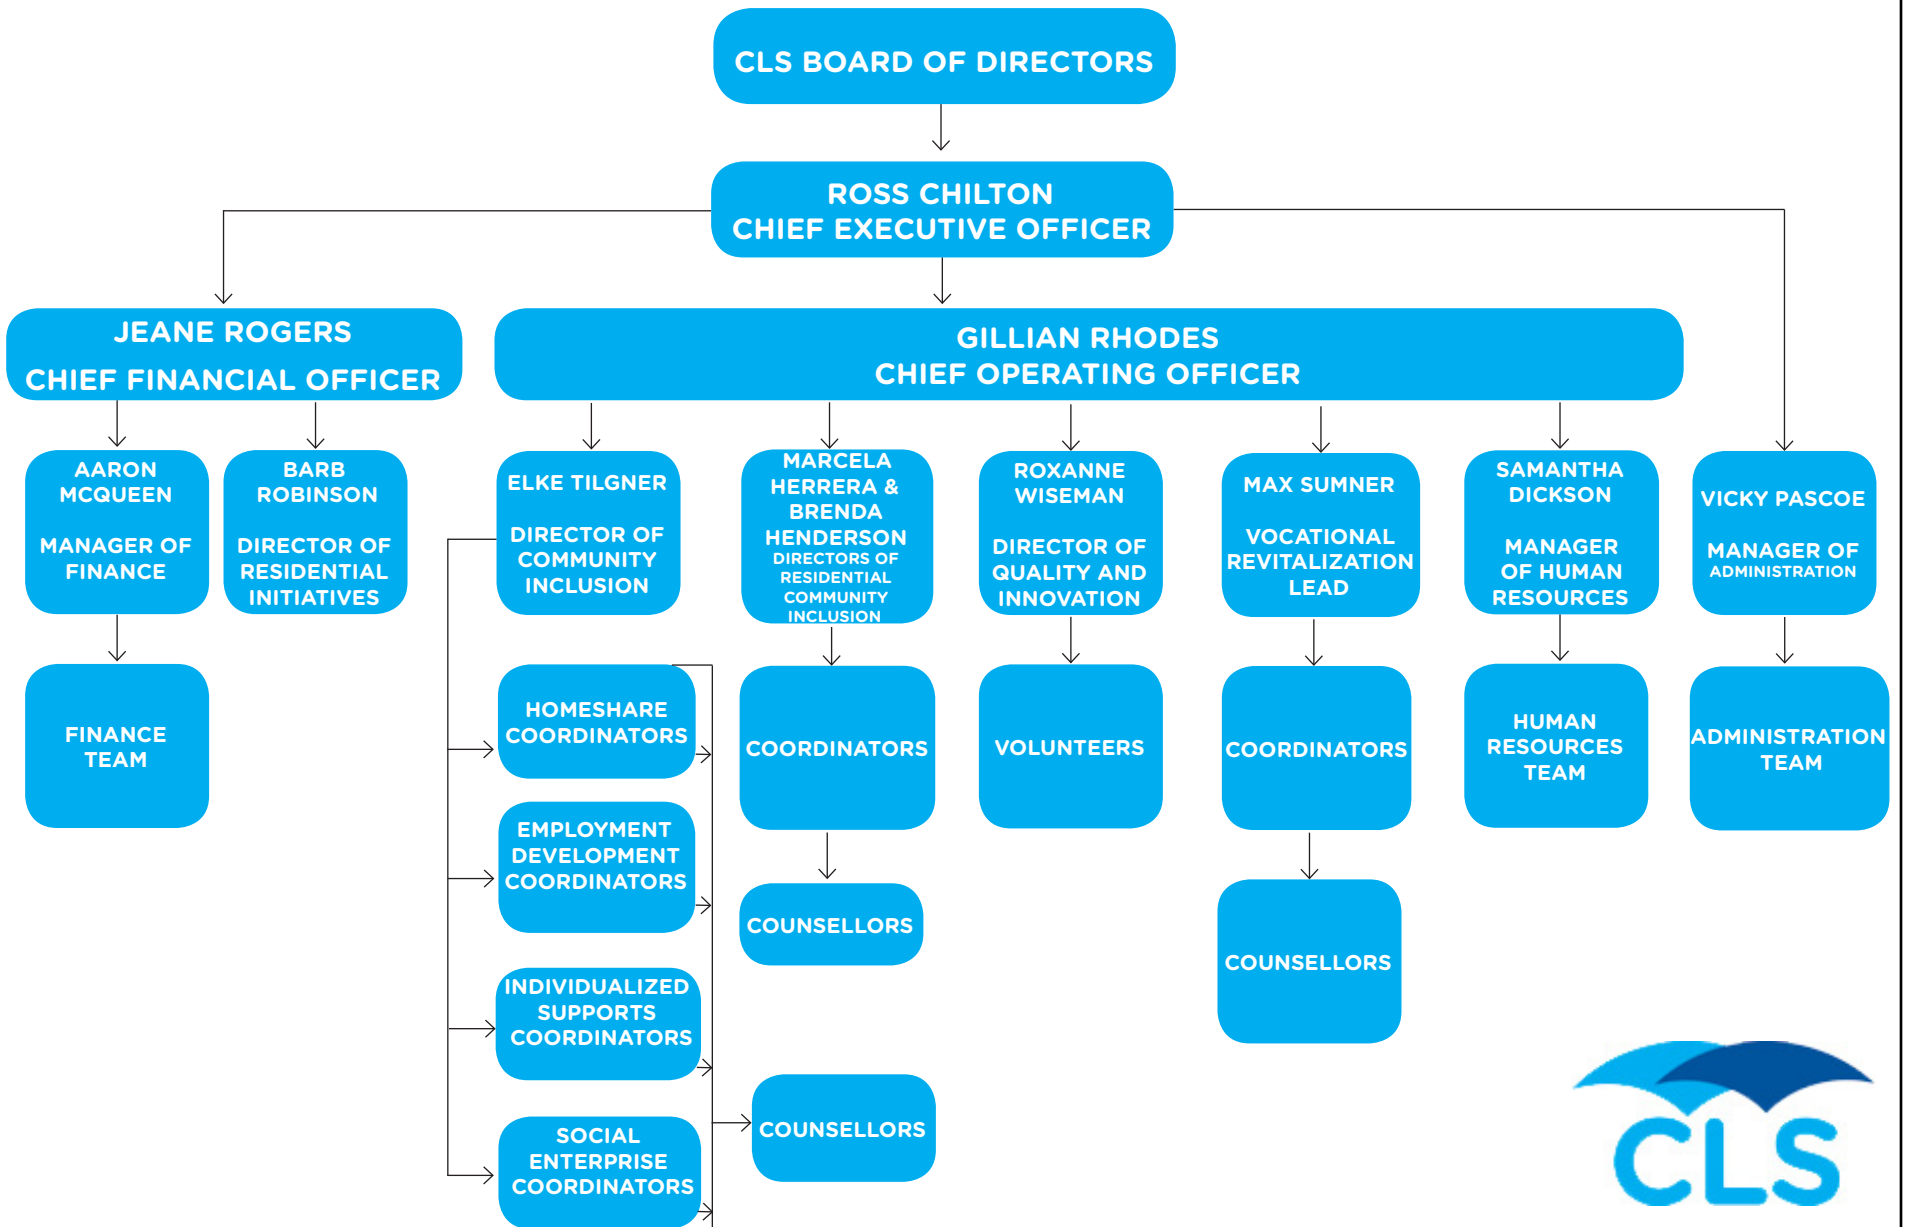 CLS BOARD OF DIRECTORS
ROSS CHILTON
CHIEF EXECUTIVE OFFICER
JEANE ROGERS
CHIEF FINANCIAL OFFICER
GILLIAN RHODES
CHIEF OPERATING OFFICER
AARON
MCQUEEN
MANAGER OF
FINANCE
BARB
ROBINSON
DIRECTOR OF
RESIDENTIAL
INITIATIVES
ELKE TILGNER
DIRECTOR OF
COMMUNITY
INCLUSION
MARCELA
HERRERA &
BRENDA
HENDERSON
DIRECTORS OF
RESIDENTIAL
COMMUNITY
INCLUSION
ROXANNE
WISEMAN
DIRECTOR OF
QUALITY AND
INNOVATION
MAX SUMNER
VOCATIONAL
REVITALIZATION
LEAD
SAMANTHA
DICKSON
MANAGER
OF HUMAN
RESOURCES
VICKY PASCOE
MANAGER OF
ADMINISTRATION
FINANCE
TEAM
HOMESHARE
COORDINATORS
COORDINATORS
VOLUNTEERS
COORDINATORS
HUMAN
RESOURCES
TEAM
ADMINISTRATION
TEAM
EMPLOYMENT
DEVELOPMENT
COORDINATORS
COUNSELLORS
COUNSELLORS
INDIVIDUALIZED
SUPPORTS
COORDINATORS
COUNSELLORS
SOCIAL
ENTERPRISE
COORDINATORS
CLS